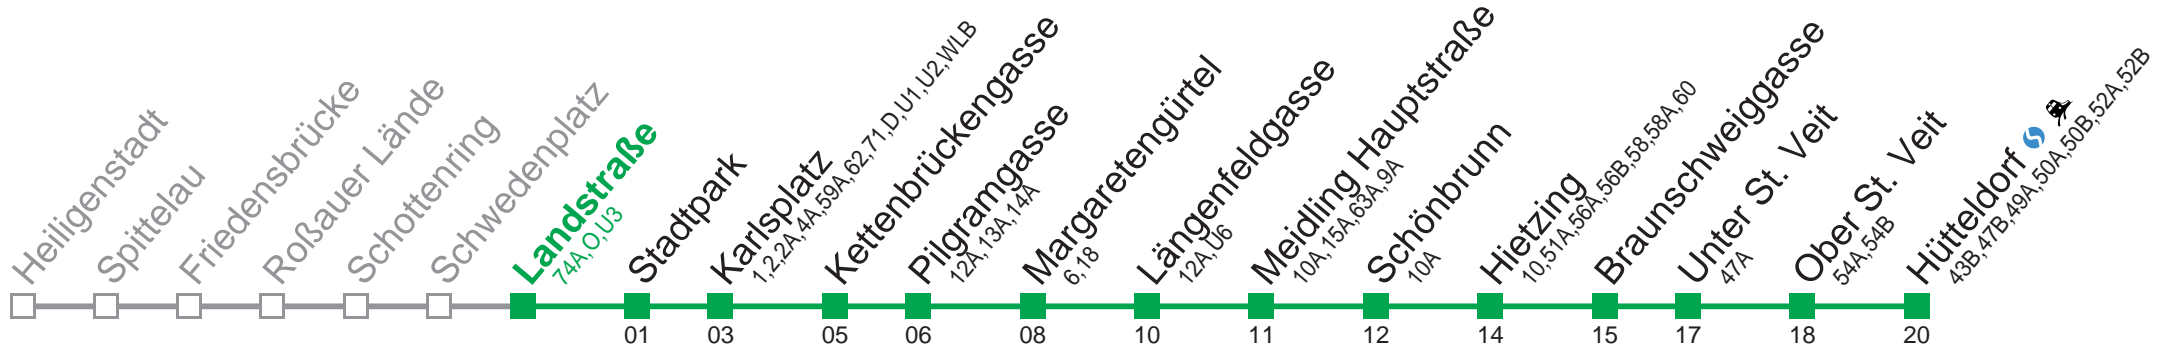 Heiligenstadt
Spittelau
Friedensbrücke
Roßauer Lände
Schottenring
Schwedenplatz
Landstraße
74A,O,U3
Stadtpark
Karlsplatz
1,2,2A,4A,59A,62,71,D,U1,U2,WLB
Kettenbrückengasse
Pilgramgasse
12A,13A,14A
Margaretengürtel
6,18
Längenfeldgasse
12A,U6
Meidling Hauptstraße
10A,15A,63A,9A
Schönbrunn
10A
Hietzing
10,51A,56A,56B,58,58A,60
Braunschweiggasse
Unter St. Veit
47A
Ober St. Veit
54A,54B
Hütteldorf
43B,47B,49A,50A,50B,52A,52B
01 03 05 06 08 10 11 12 14 15 17 18 20